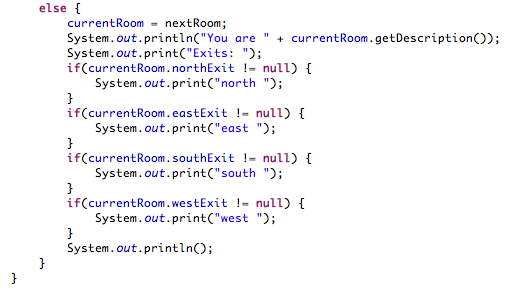 else {
currentRoom = nextRoom;
System.out.println("You are " + currentRoom.getDescription());
System.out.print("Exits: ");
if(currentRoom.northExit != null) {
System.out.print("north ");
}
if(currentRoom.eastExit != null) {
System.out.print("east ");
}
if(currentRoom.southExit != null) {
System.out.print("south ");
}
if(currentRoom.westExit != null) {
System.out.print("west ");
}
System.out.println();
}
}